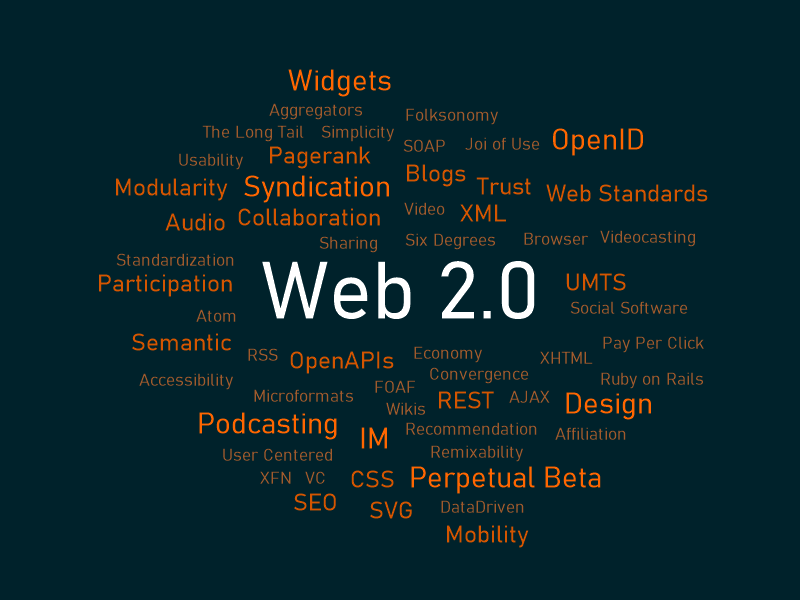 Widgets
Aggregators
Folksonomy
The Long Tail
Simplicity
OpenID
SOAP
Joi of Use
Usability
Pagerank
Blogs
Trust
Modularity
Syndication
Web Standards
Video
XML
Audio
Collaboration
Sharing
Six Degrees
Browser
Videocasting
Standardization
Participation
Web 2.0
UMTS
Atom
Social Software
Semantic
RSS
OpenAPIs
Economy
XHTML
Pay Per Click
Accessibility
Convergence
Ruby on Rails
Microformats
FOAF
Wikis
REST
AJAX
Design
Podcasting
IM
Recommendation
Affiliation
User Centered
Remixability
XFN
VC
CSS
Perpetual Beta
SEO
SVG
DataDriven
Mobility